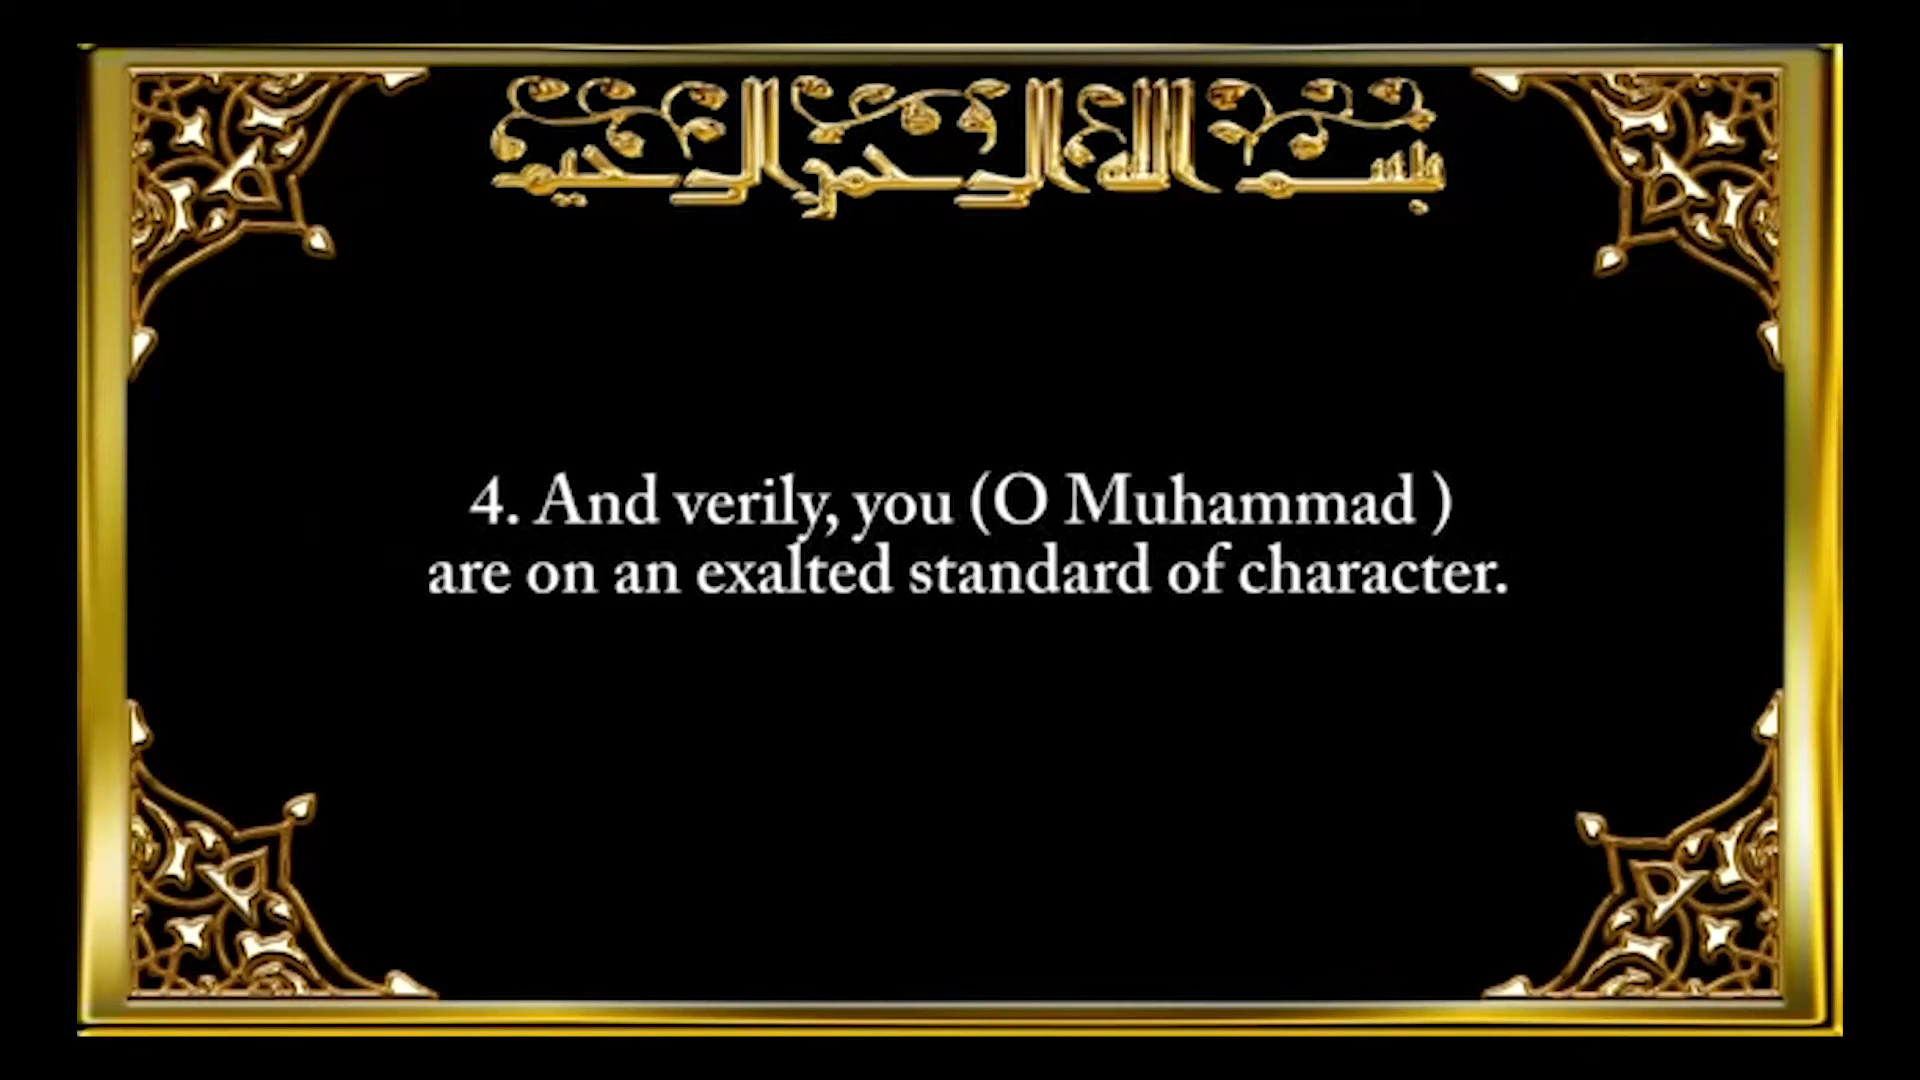 بسم الله الرحمن الرحيم
4. And verily, you (O Muhammad )
are on an exalted standard of character.